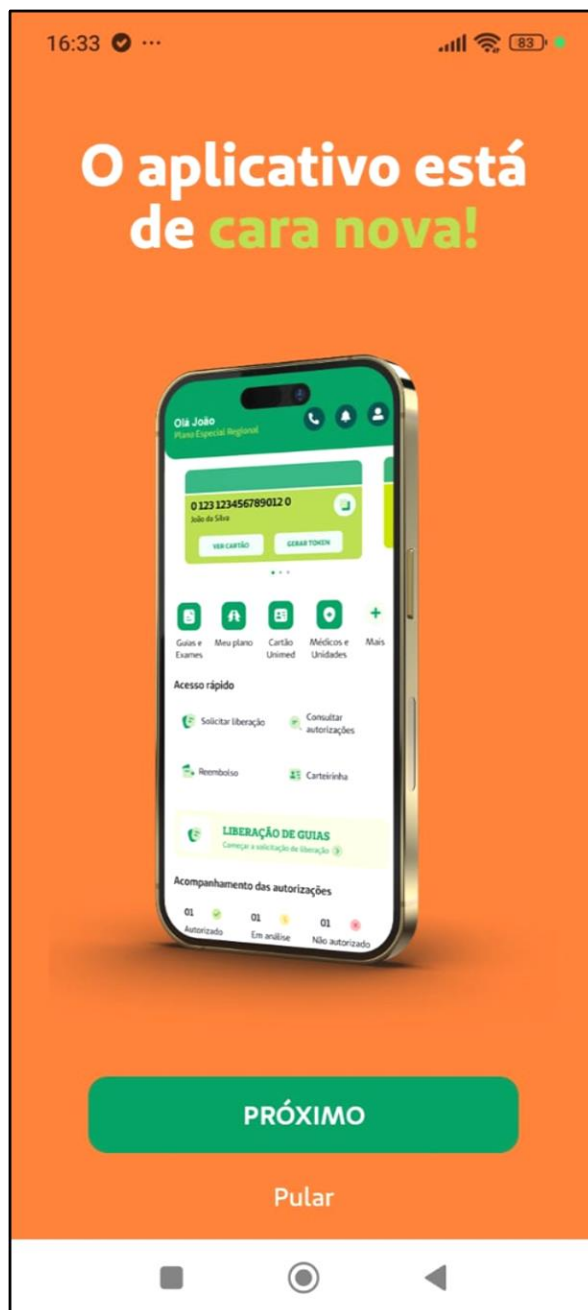 16:33
83
O aplicativo está
de cara nova!
Olá João
Plano Especial Regional
0 123 123456789012 0
João da Silva
VER CARTÃO
GERAR TOKEN
Guias e
Exames
Meu plano
Cartão
Unimed
Médicos e
Unidades
Mais
Acesso rápido
Solicitar liberação
Consultar
autorizações
Reembolso
Carteirinha
LIBERAÇÃO DE GUIAS
Começar a solicitação de liberação
Acompanhamento das autorizações
01
Autorizado
01
Em análise
01
Não autorizado
PRÓXIMO
Pular